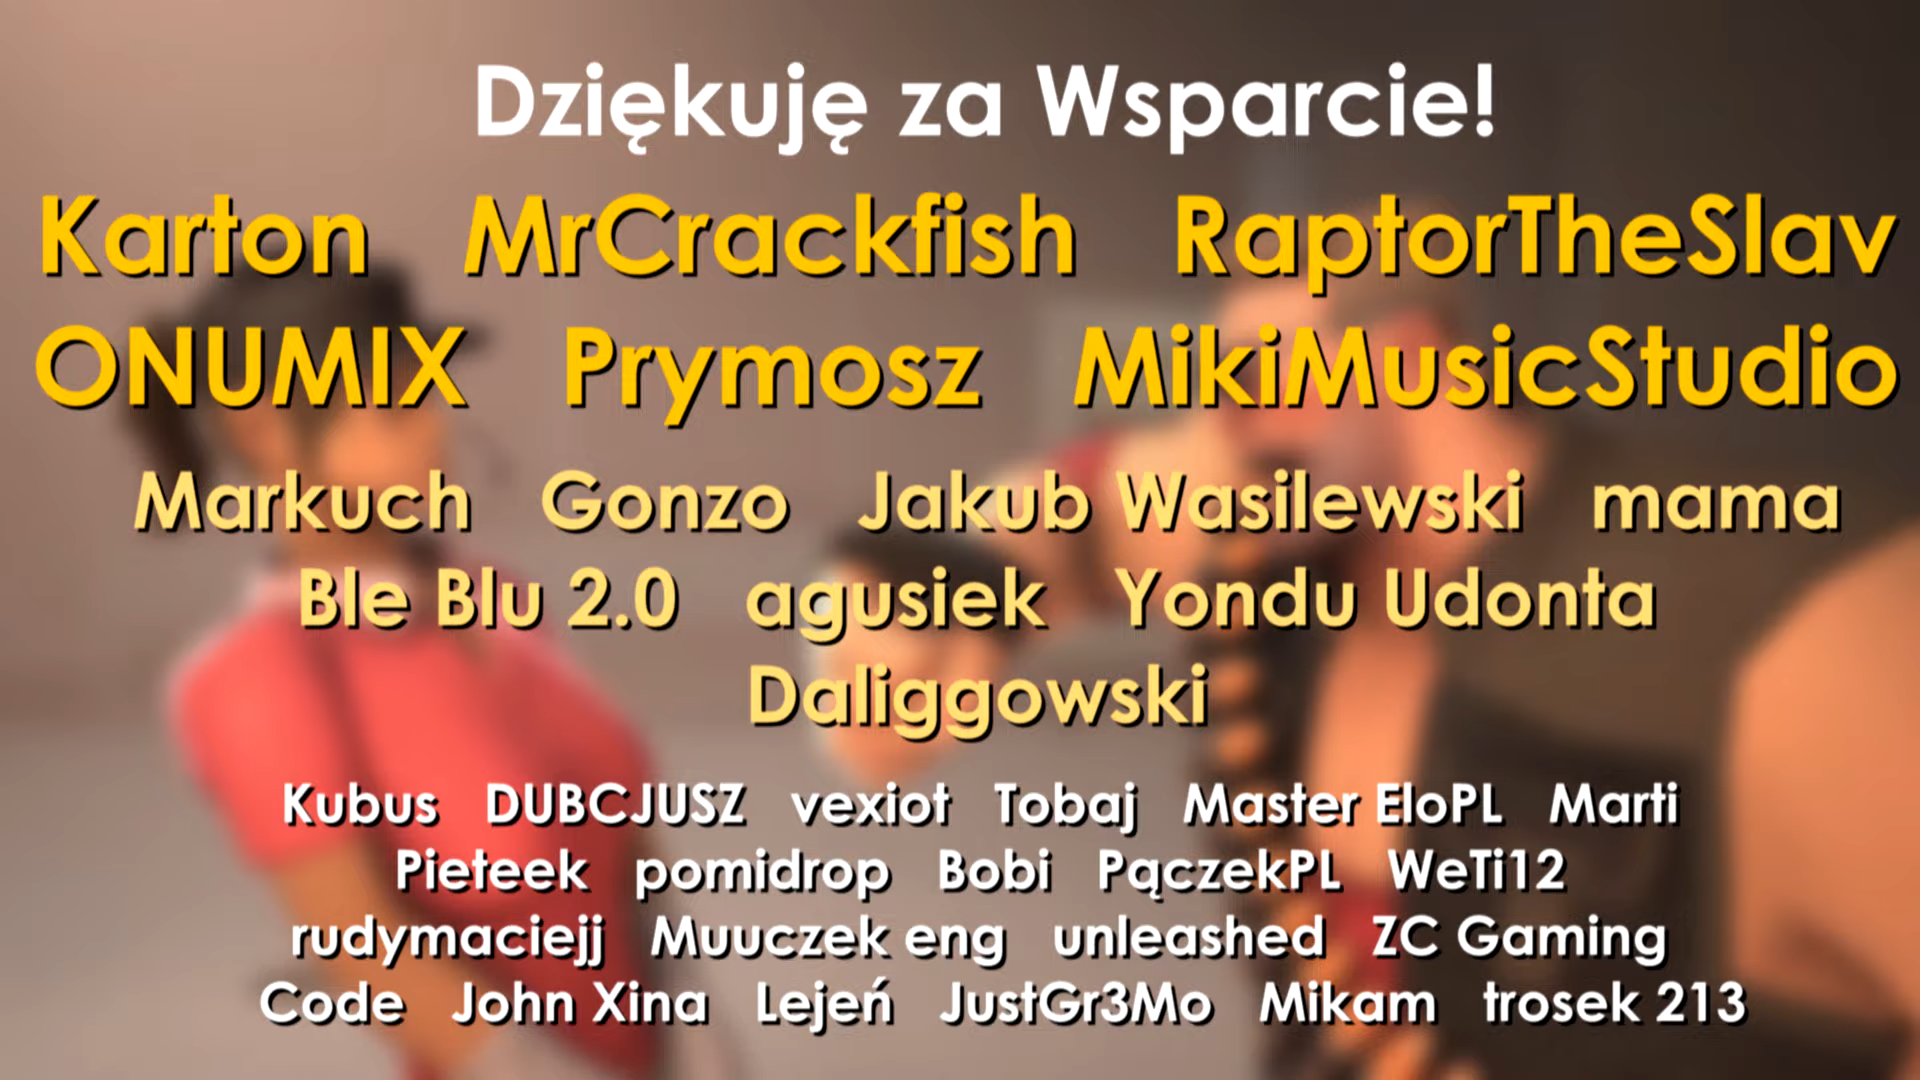 Dziękuję za Wsparcie!
Karton MrCrackfish RaptorTheSlav
ONUMIX Prymosz MikiMusicStudio
Markuch Gonzo Jakub Wasilewski mama
Ble Blu 2.0 agusiek Yondu Udonta
Daliggowski
Kubus DUBCJUSZ vexiot Tobaj Master EloPL Marti
Pieteek pomidrop Bobi PączekPL WeTi12
rudymaciejj Muuczek eng unleashed ZC Gaming
Code John Xina Lejeń JustGr3Mo Mikam trosek 213